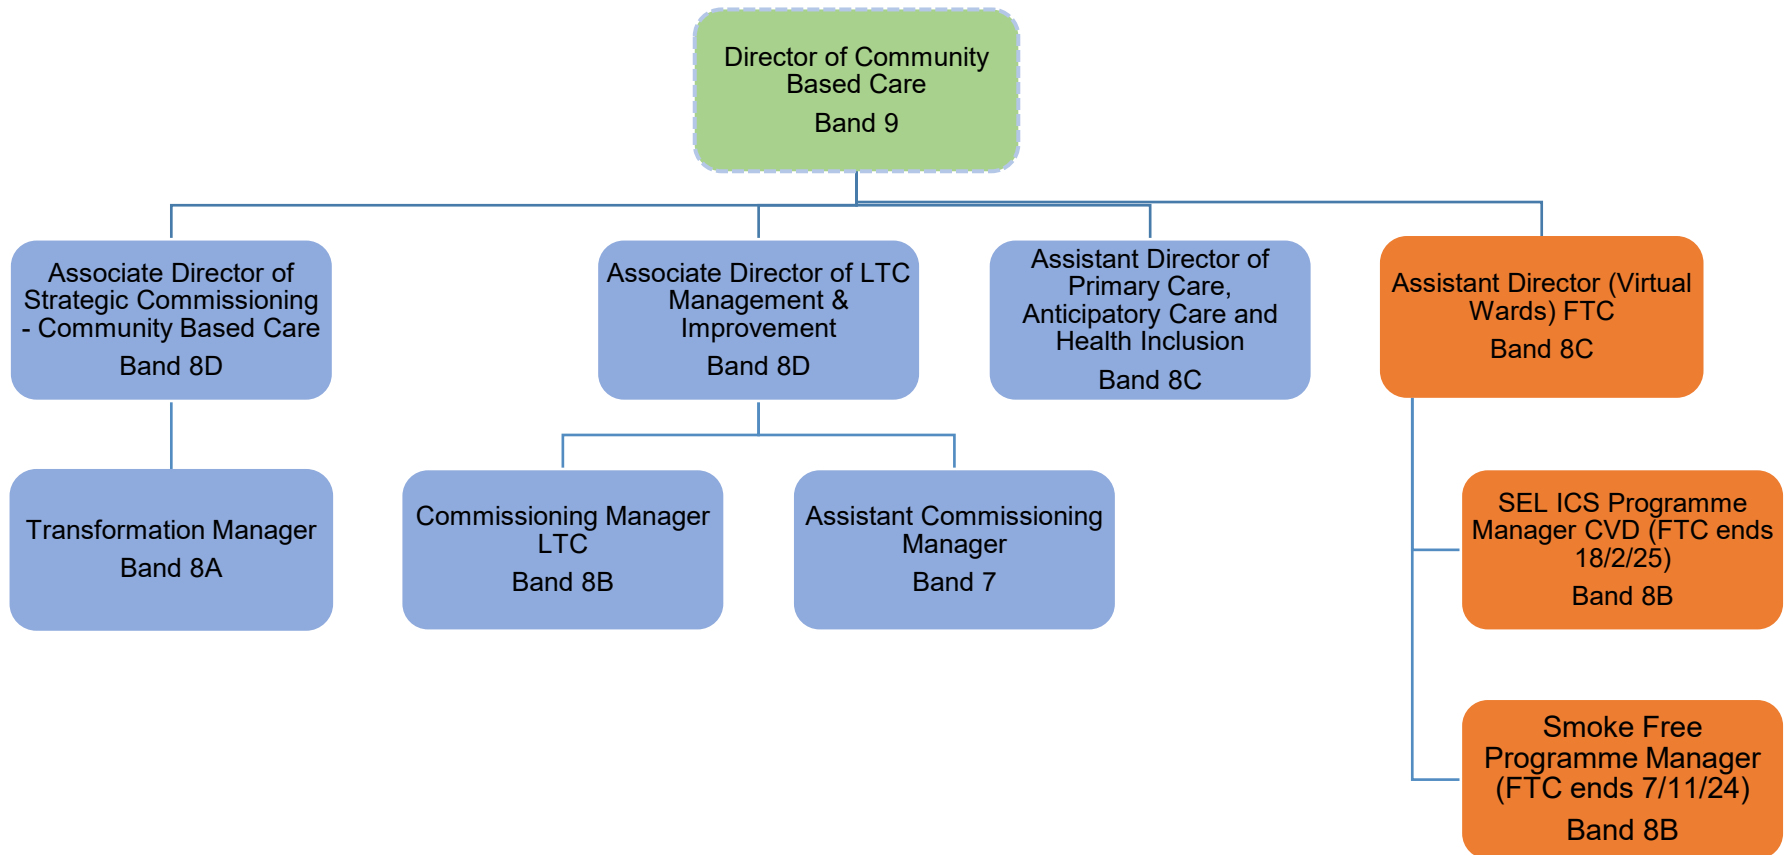 Director of Community
Based Care
Band 9
Associate Director of
Strategic Commissioning
- Community Based Care
Band 8D
Associate Director of LTC
Management &
Improvement
Band 8D
Assistant Director of
Primary Care,
Anticipatory Care and
Health Inclusion
Band 8C
Assistant Director (Virtual
Wards) FTC
Band 8C
Transformation Manager
Band 8A
Commissioning Manager
LTC
Band 8B
Assistant Commissioning
Manager
Band 7
SEL ICS Programme
Manager CVD (FTC ends
18/2/25)
Band 8B
Smoke Free
Programme Manager
(FTC ends 7/11/24)
Band 8B